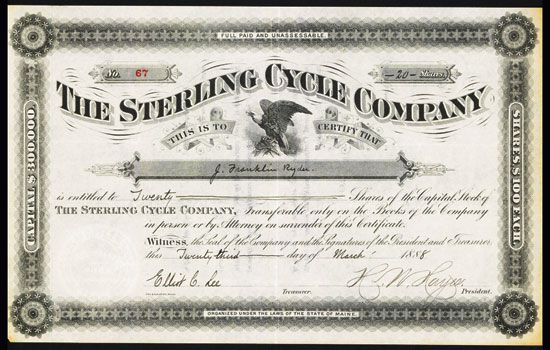 FULL PAID AND UNASSESSABLE.
No. 67
—20— Shares
THE STERLING CYCLE COMPANY
THIS IS TO CERTIFY THAT
J. Franklin Ryder.
CAPITAL $300,000.
SHARES $100 EACH.
is entitled to Twenty Shares of the Capital Stock of
THE STERLING CYCLE COMPANY, Transferable only on the Books of the Company
in person or by Attorney on surrender of this Certificate.
Witness, the Seal of the Company and the Signatures of the President and Treasurer,
this Twenty third day of March 1888
Elliot C. Lee
Treasurer.
President.
ORGANIZED UNDER THE LAWS OF THE STATE OF MAINE.